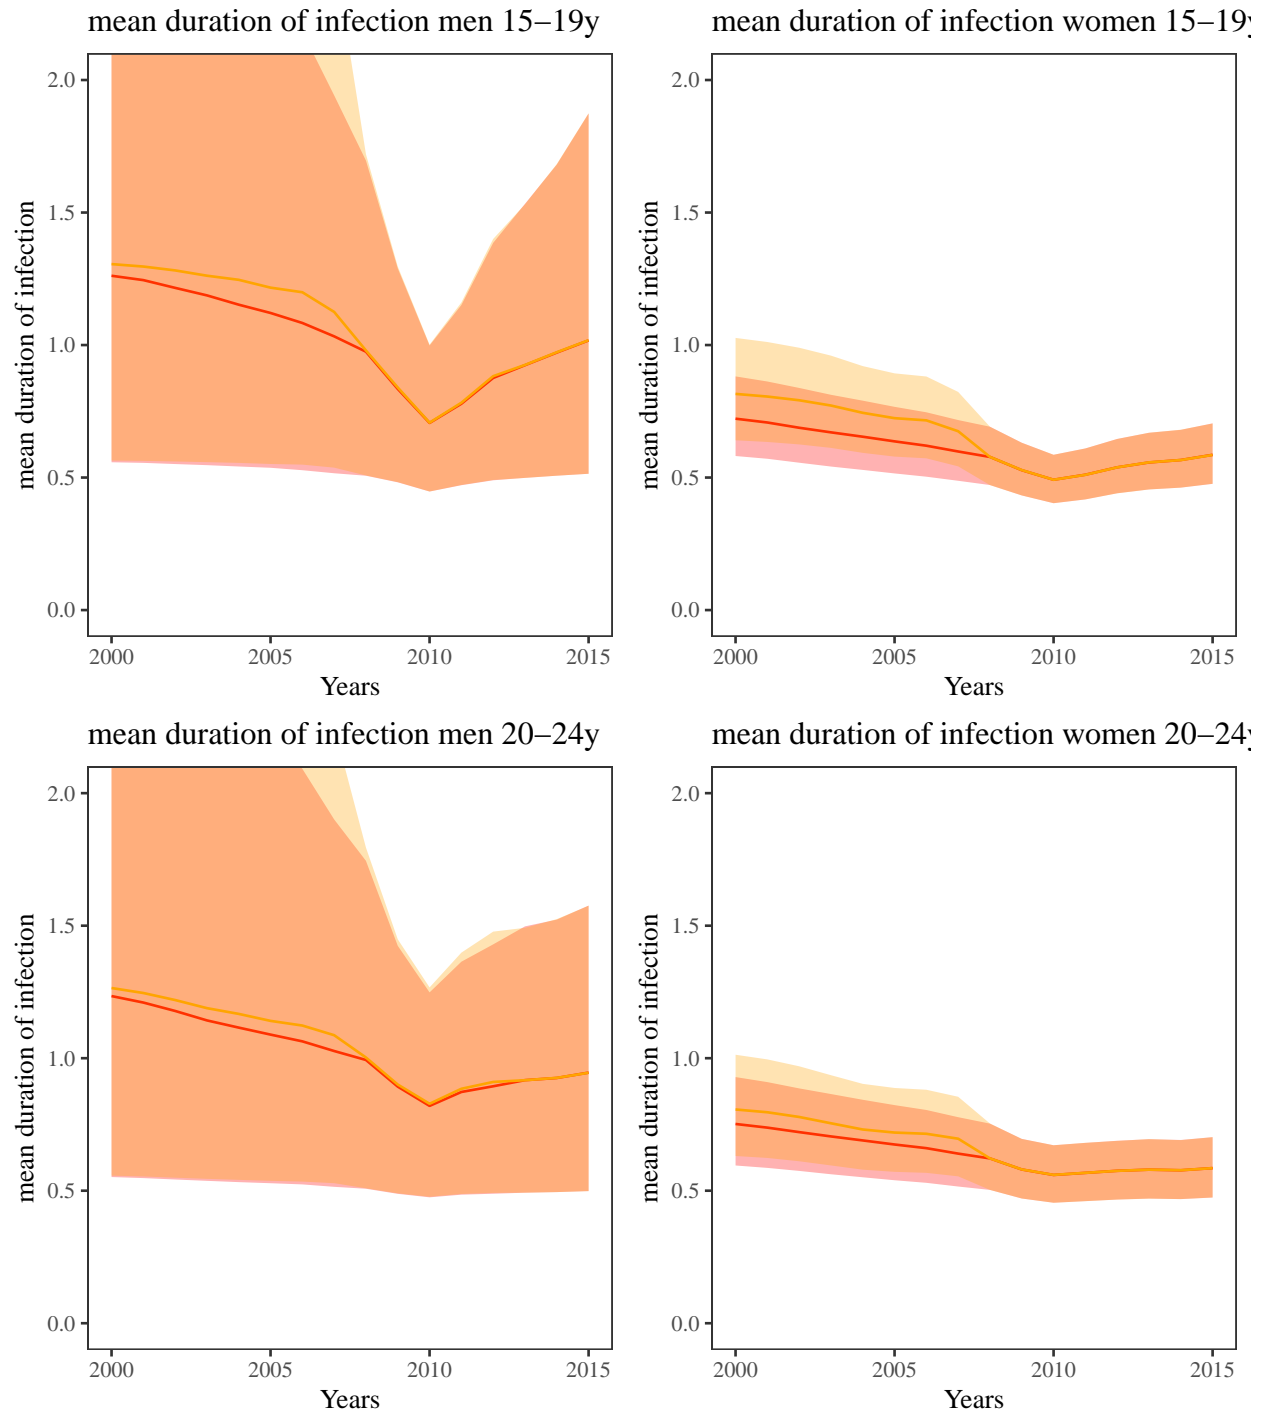 mean duration of infection men 15–19y
mean duration of infection
2.0
1.5
1.0
0.5
0.0
2000 2005 2010 2015
Years
mean duration of infection women 15–19y
mean duration of infection
2.0
1.5
1.0
0.5
0.0
2000 2005 2010 2015
Years
mean duration of infection men 20–24y
mean duration of infection
2.0
1.5
1.0
0.5
0.0
2000 2005 2010 2015
Years
mean duration of infection women 20–24y
mean duration of infection
2.0
1.5
1.0
0.5
0.0
2000 2005 2010 2015
Years